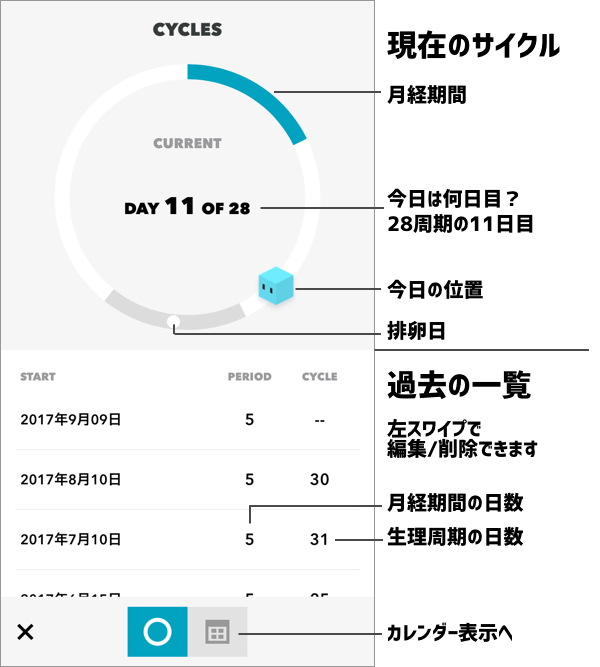 CYCLES
現在のサイクル
月経期間
CURRENT
DAY 11 OF 28
今日は何日目?
28周期の11日目
今日の位置
排卵日
START PERIOD CYCLE
過去の一覧
2017年9月09日 5 --
左スワイプで
編集/削除できます
2017年8月10日 5 30
月経期間の日数
2017年7月10日 5 31
生理周期の日数
カレンダー表示へ